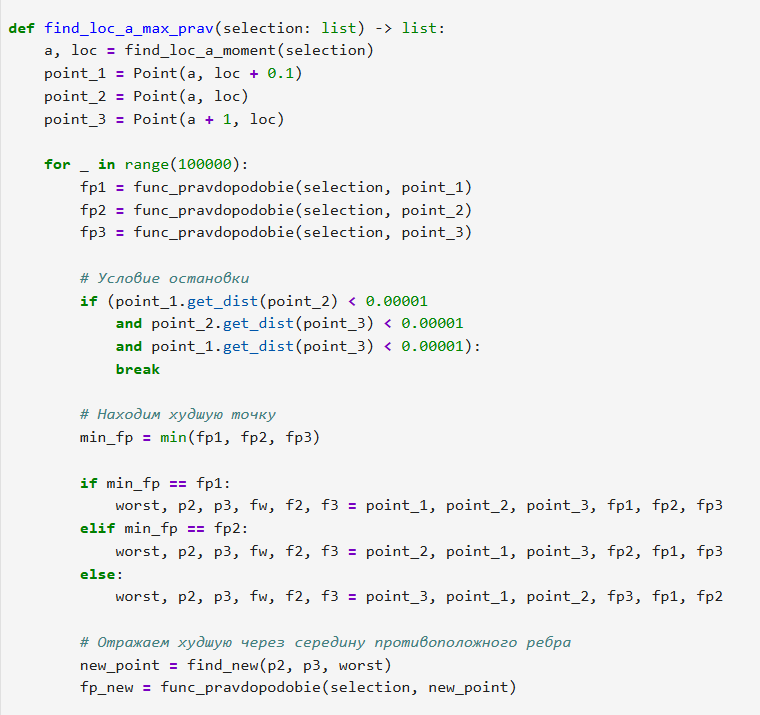 def find_loc_a_max_prav(selection: list) -> list:
    a, loc = find_loc_a_moment(selection)
    point_1 = Point(a, loc + 0.1)
    point_2 = Point(a, loc)
    point_3 = Point(a + 1, loc)

    for _ in range(100000):
        fp1 = func_pravdopodobie(selection, point_1)
        fp2 = func_pravdopodobie(selection, point_2)
        fp3 = func_pravdopodobie(selection, point_3)

        # Условие остановки
        if (point_1.get_dist(point_2) < 0.00001
            and point_2.get_dist(point_3) < 0.00001
            and point_1.get_dist(point_3) < 0.00001):
            break

        # Находим худшую точку
        min_fp = min(fp1, fp2, fp3)

        if min_fp == fp1:
            worst, p2, p3, fw, f2, f3 = point_1, point_2, point_3, fp1, fp2, fp3
        elif min_fp == fp2:
            worst, p2, p3, fw, f2, f3 = point_2, point_1, point_3, fp2, fp1, fp3
        else:
            worst, p2, p3, fw, f2, f3 = point_3, point_1, point_2, fp3, fp1, fp2

        # Отражаем худшую через середину противоположного ребра
        new_point = find_new(p2, p3, worst)
        fp_new = func_pravdopodobie(selection, new_point)